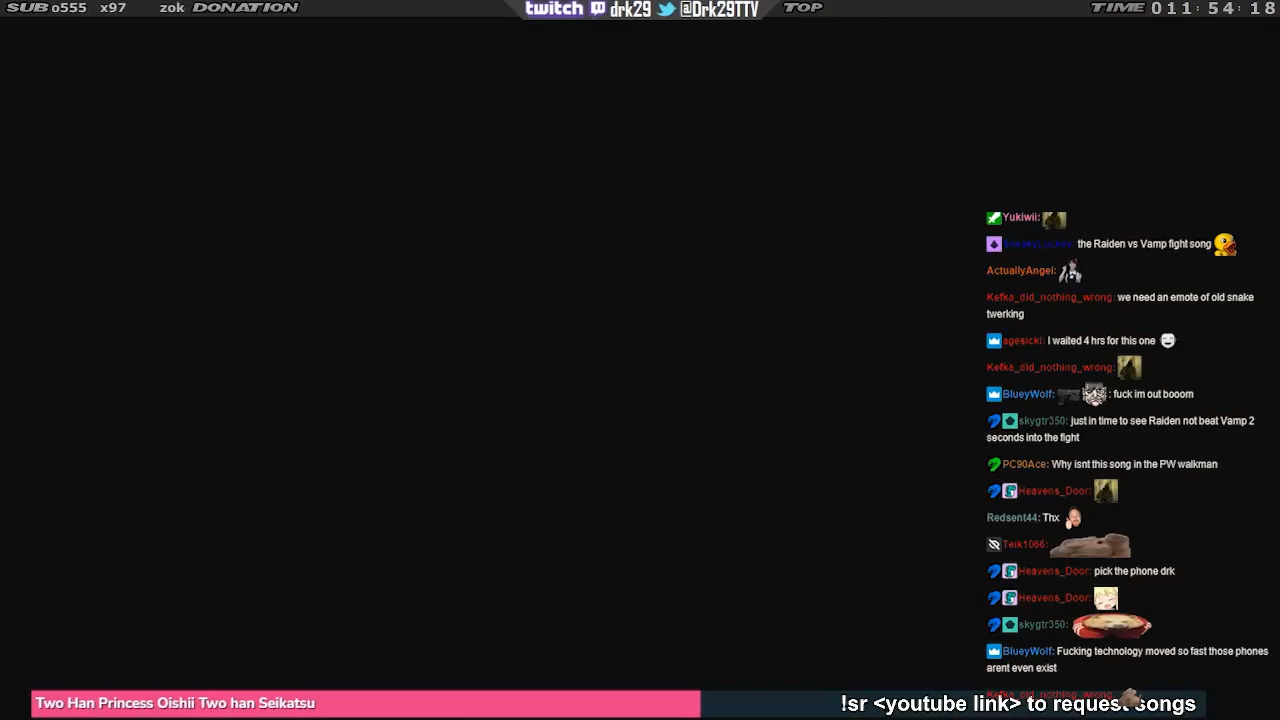 SUB o555 x97 zok DONATION twitch drk29 @Drk29TTV TOP TIME 011:54:18
Yukiwii:
the Raiden vs Vamp fight song
ActuallyAngel:
Kefka_did_nothing_wrong: we need an emote of old snake
twerking
agesicki: I waited 4 hrs for this one
Kefka_did_nothing_wrong:
BlueyWolf: : fuck im out booom
skygtr350: just in time to see Raiden not beat Vamp 2
seconds into the fight
PC90Ace: Why isnt this song in the PW walkman
Heavens_Door:
Redsent44: Thx
Teik1066:
Heavens_Door: pick the phone drk
Heavens_Door:
skygtr350:
BlueyWolf: Fucking technology moved so fast those phones
arent even exist
Kefka_did_nothing_wrong:
Two Han Princess Oishii Two han Seikatsu
!sr <youtube link> to request songs